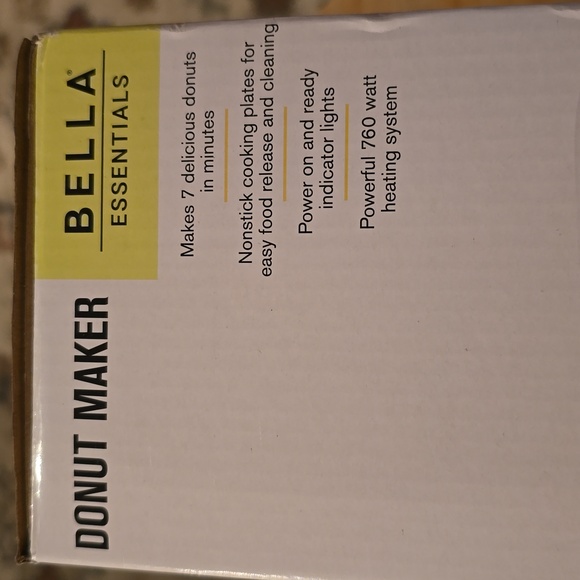 BELLA®
ESSENTIALS
DONUT MAKER
Makes 7 delicious donuts
in minutes
Nonstick cooking plates for
easy food release and cleaning
Power on and ready
indicator lights
Powerful 760 watt
heating system